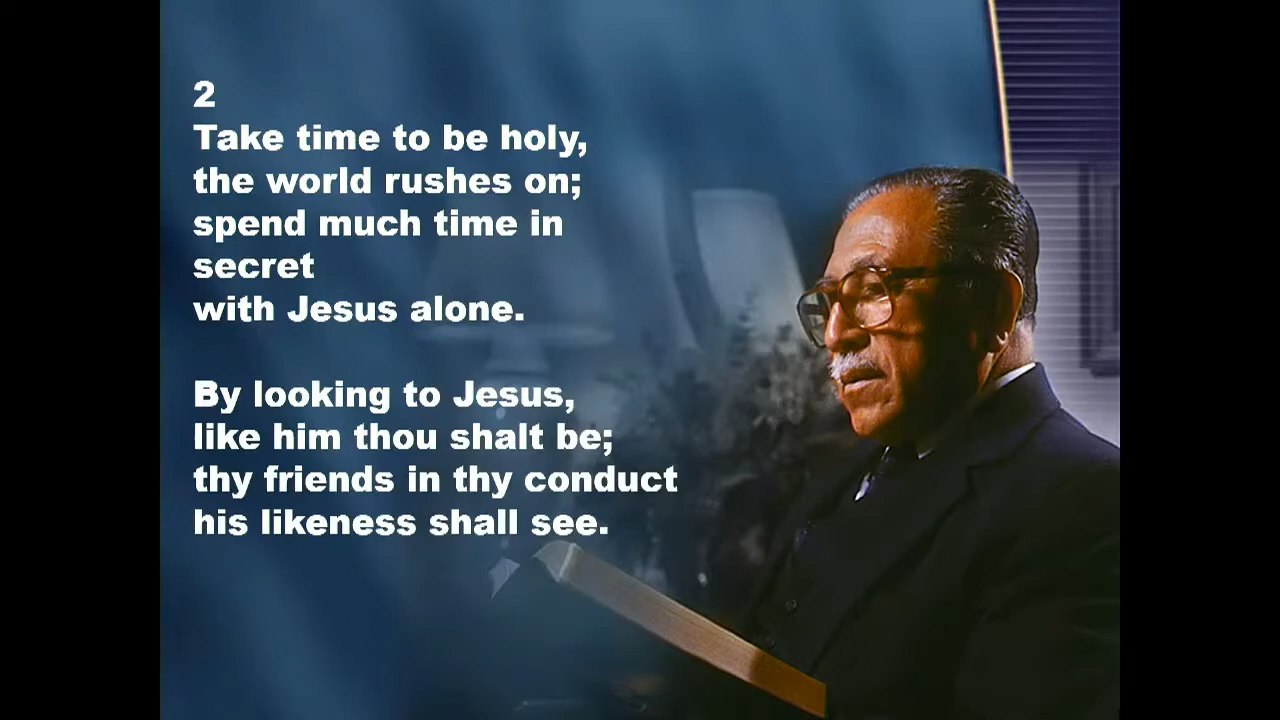 2
Take time to be holy,
the world rushes on;
spend much time in
secret
with Jesus alone.
By looking to Jesus,
like him thou shalt be;
thy friends in thy conduct
his likeness shall see.